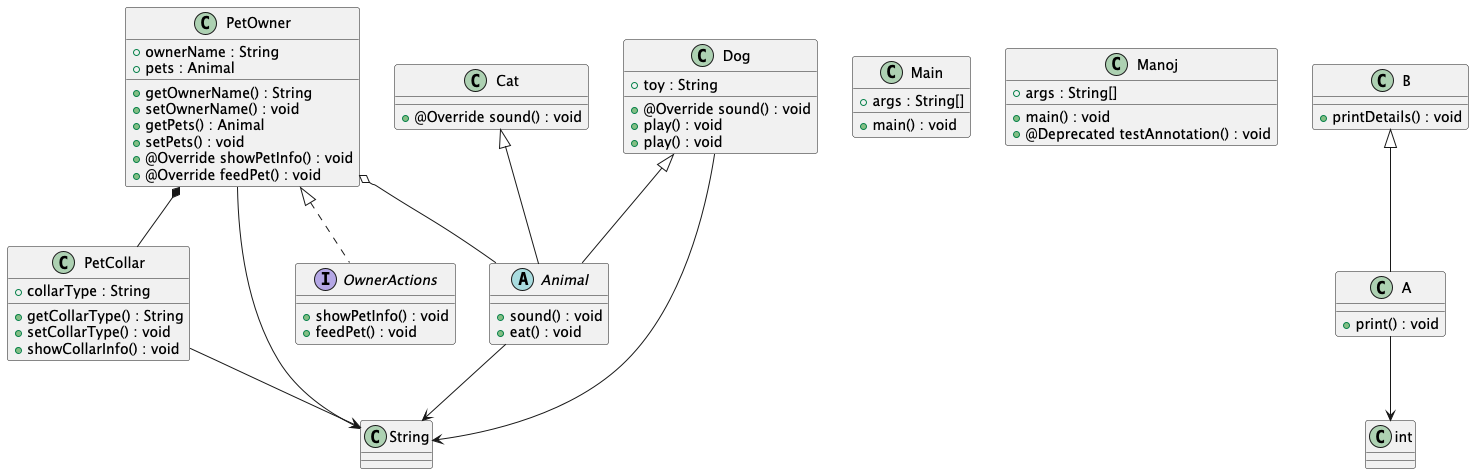 C PetOwner
ownerName : String
pets : Animal
getOwnerName() : String
setOwnerName() : void
getPets() : Animal
setPets() : void
@Override showPetInfo() : void
@Override feedPet() : void
C Cat
@Override sound() : void
C Dog
toy : String
@Override sound() : void
play() : void
play() : void
C Main
args : String[]
main() : void
C Manoj
args : String[]
main() : void
@Deprecated testAnnotation() : void
C B
printDetails() : void
C PetCollar
collarType : String
getCollarType() : String
setCollarType() : void
showCollarInfo() : void
I OwnerActions
showPetInfo() : void
feedPet() : void
A Animal
sound() : void
eat() : void
C A
print() : void
C String
C int